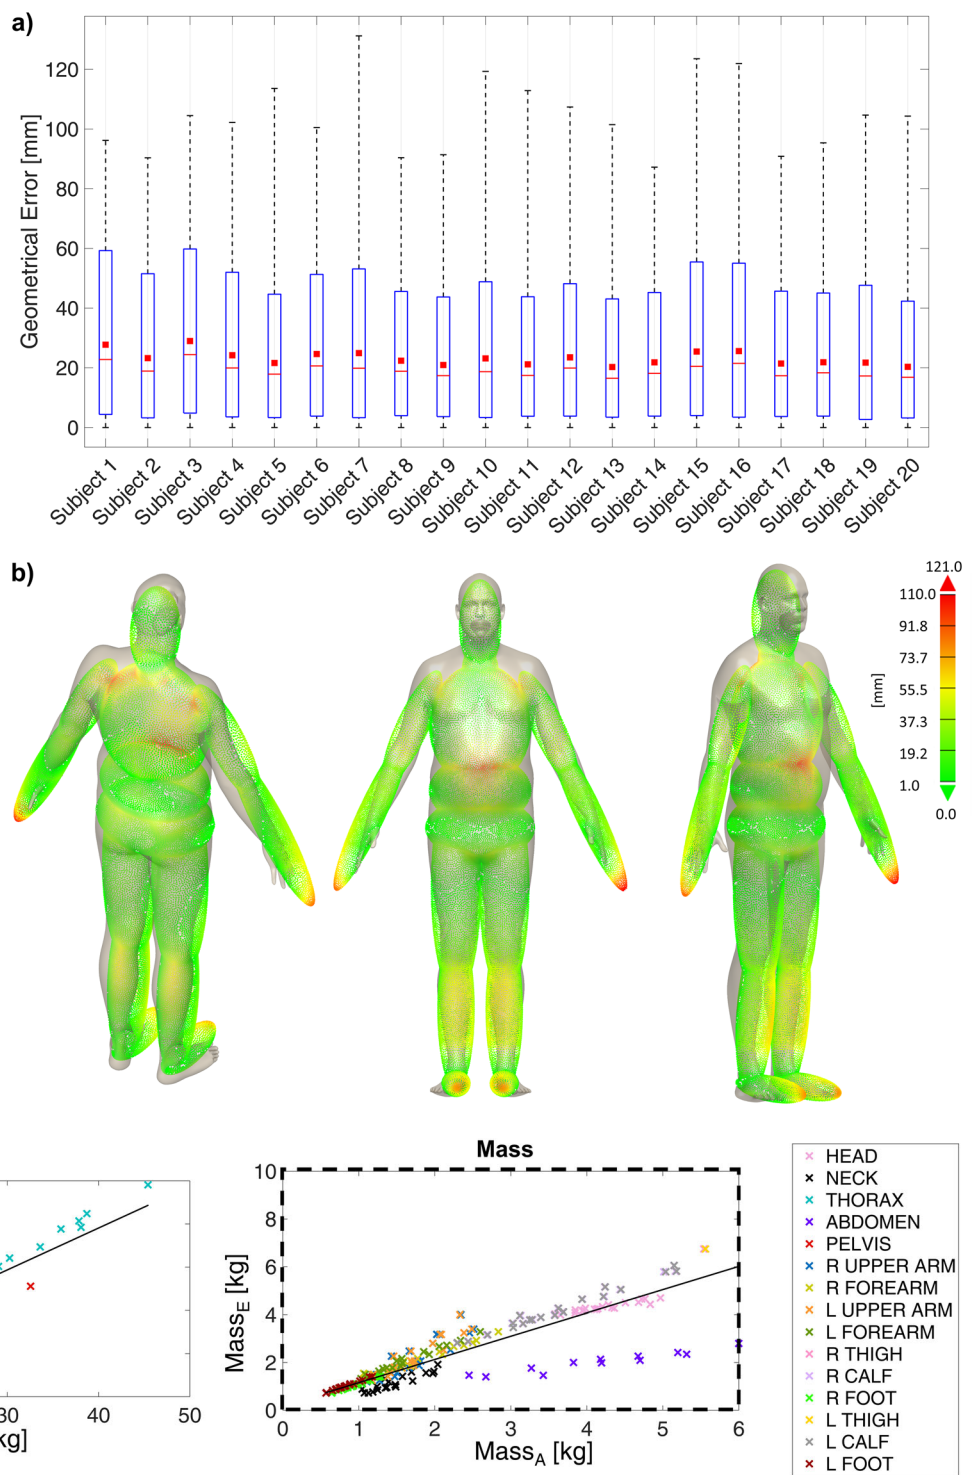 a)
Geometrical Error [mm]
120
100
80
60
40
20
0
Subject 1
Subject 2
Subject 3
Subject 4
Subject 5
Subject 6
Subject 7
Subject 8
Subject 9
Subject 10
Subject 11
Subject 12
Subject 13
Subject 14
Subject 15
Subject 16
Subject 17
Subject 18
Subject 19
Subject 20
b)
121.0
110.0
91.8
73.7
55.5
37.3
19.2
1.0
0.0
[mm]
30
40
50
kg]
Mass
Mass_E [kg]
10
8
6
4
2
0
0
1
2
3
4
5
6
Mass_A [kg]
HEAD
NECK
THORAX
ABDOMEN
PELVIS
R UPPER ARM
R FOREARM
L UPPER ARM
L FOREARM
R THIGH
R CALF
R FOOT
L THIGH
L CALF
L FOOT